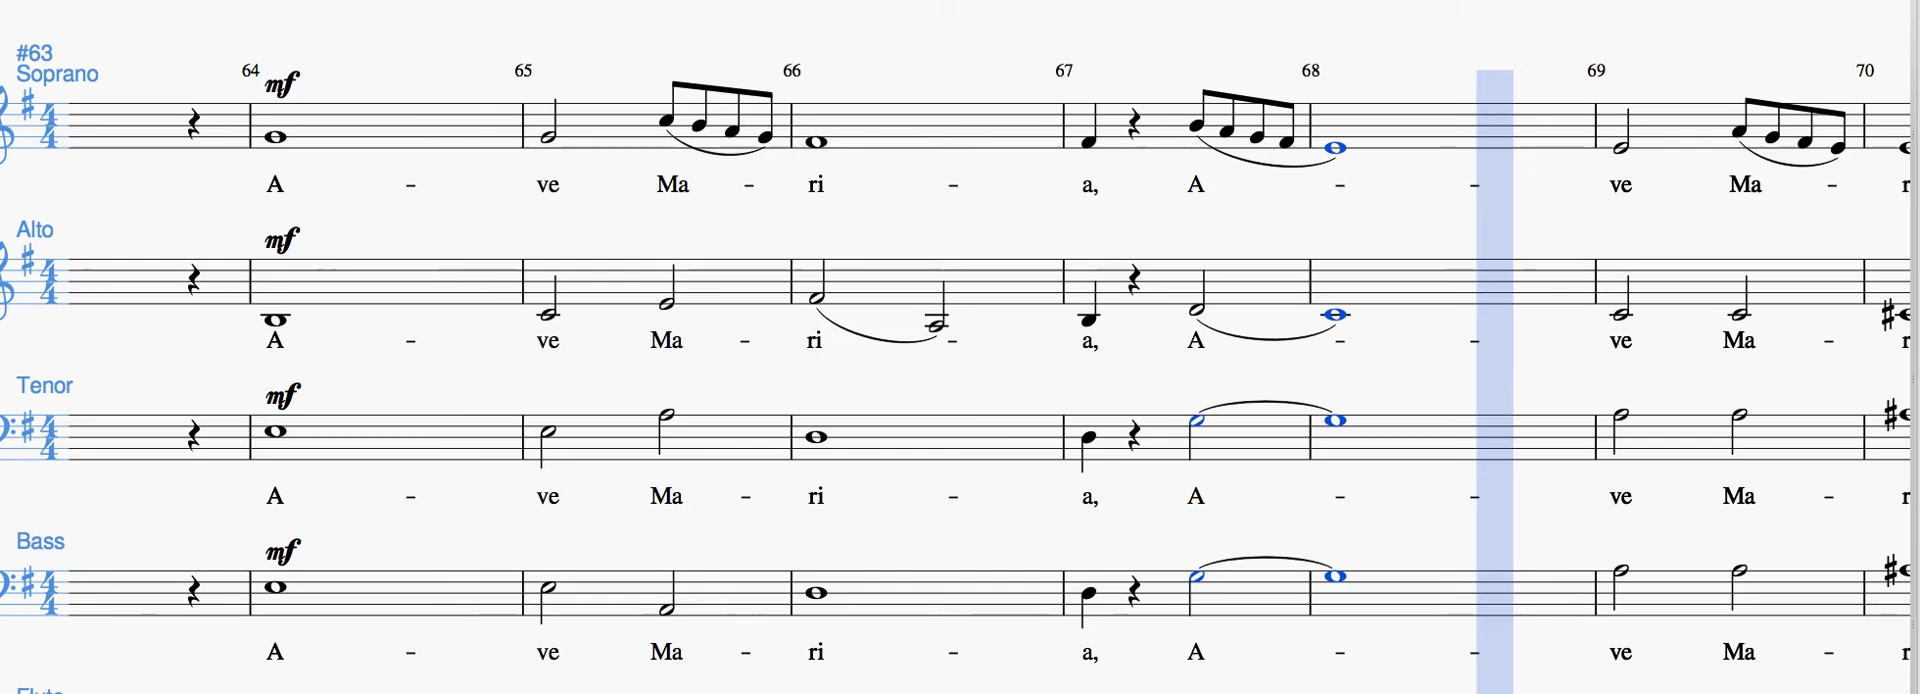 #63
Soprano
64 65 66 67 68 69 70
mf
A - ve Ma - ri - a, A - - ve Ma - r
Alto
mf
A - ve Ma - ri - a, A - - ve Ma - r
Tenor
mf
A - ve Ma - ri - a, A - - ve Ma - r
Bass
mf
A - ve Ma - ri - a, A - - ve Ma - r